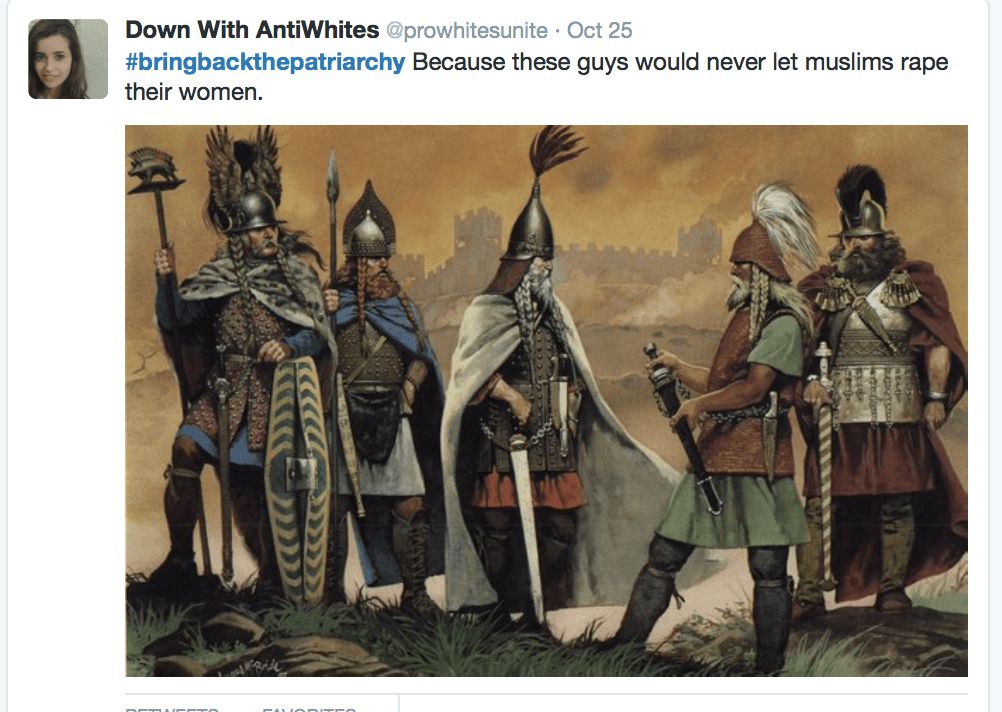 Down With AntiWhites @prowhitesunite · Oct 25
#bringbackthepatriarchy Because these guys would never let muslims rape
their women.
RETWEETS FAVORITES